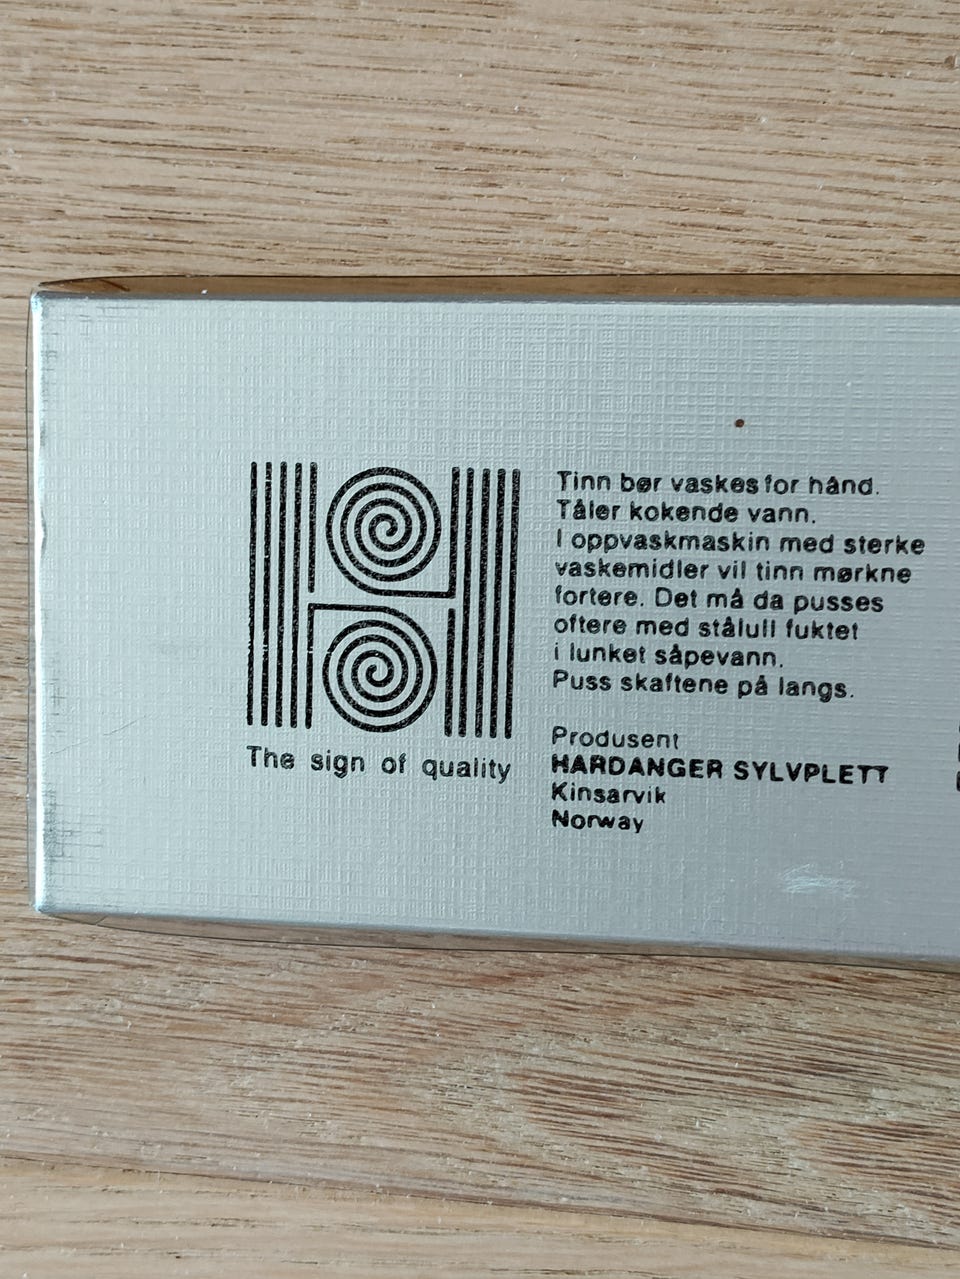 Tinn bør vaskes for hånd.
Tåler kokende vann.
I oppvaskmaskin med sterke
vaskemidler vil tinn mørkne
fortere. Det må da pusses
oftere med stålull fuktet
i lunket såpevann.
Puss skaftene på langs.
Produsent
HARDANGER SYLVPLETT
Kinsarvik
Norway
The sign of quality